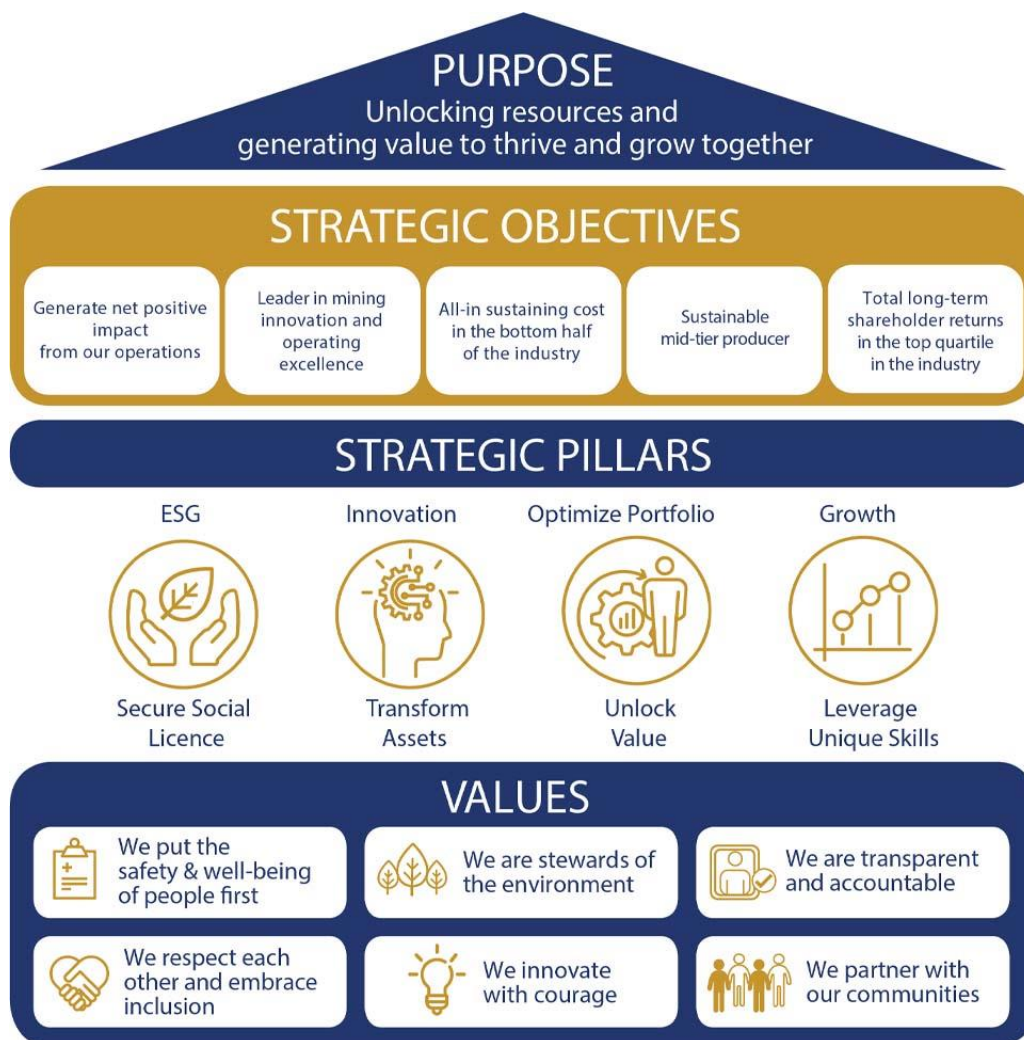 PURPOSE
Unlocking resources and
generating value to thrive and grow together
STRATEGIC OBJECTIVES
Generate net positive
impact
from our operations
Leader in mining
innovation and
operating
excellence
All-in sustaining cost
in the bottom half
of the industry
Sustainable
mid-tier producer
Total long-term
shareholder returns
in the top quartile
in the industry
STRATEGIC PILLARS
ESG
Secure Social
Licence
Innovation
Transform
Assets
Optimize Portfolio
Unlock
Value
Growth
Leverage
Unique Skills
VALUES
We put the
safety & well-being
of people first
We are stewards of
the environment
We are transparent
and accountable
We respect each
other and embrace
inclusion
We innovate
with courage
We partner with
our communities